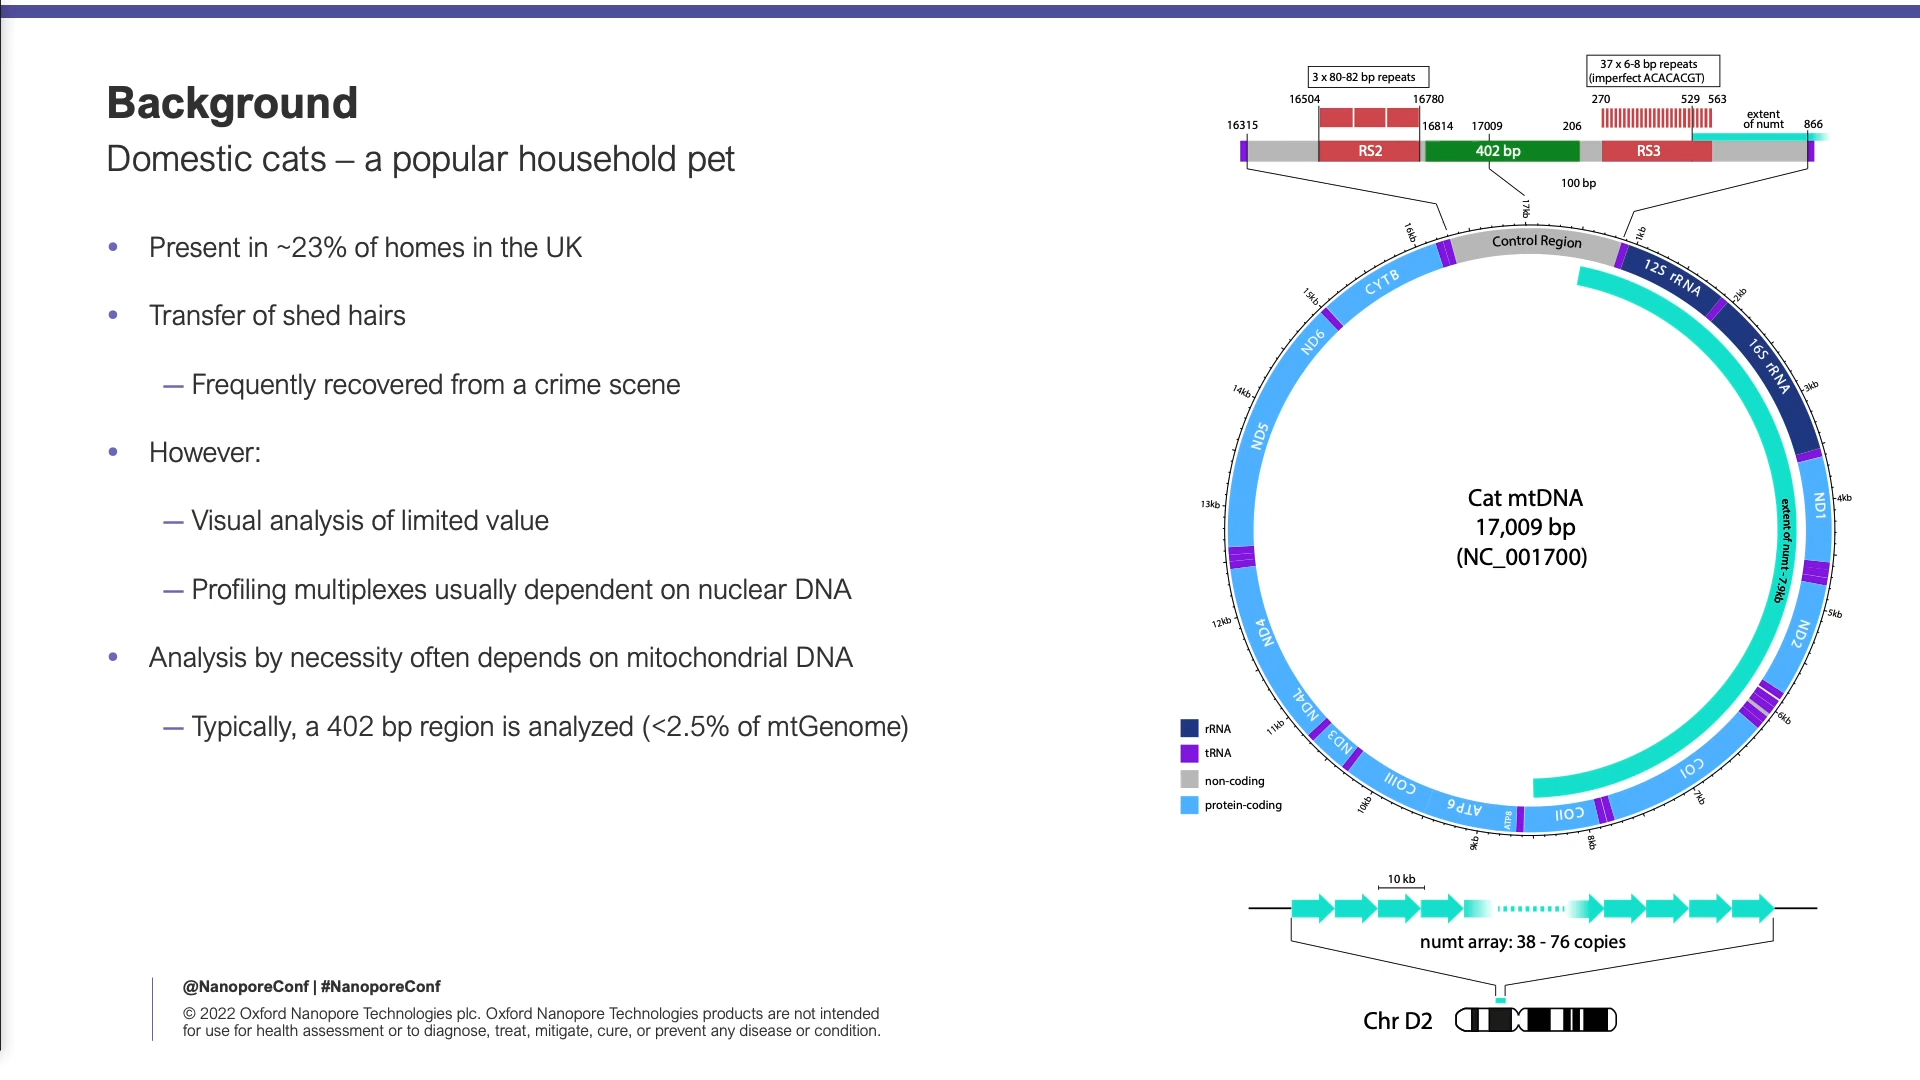 Background
Domestic cats – a popular household pet
• Present in ~23% of homes in the UK
• Transfer of shed hairs
— Frequently recovered from a crime scene
• However:
— Visual analysis of limited value
— Profiling multiplexes usually dependent on nuclear DNA
• Analysis by necessity often depends on mitochondrial DNA
— Typically, a 402 bp region is analyzed (<2.5% of mtGenome)
@NanoporeConf | #NanoporeConf
© 2022 Oxford Nanopore Technologies plc. Oxford Nanopore Technologies products are not intended
for use for health assessment or to diagnose, treat, mitigate, cure, or prevent any disease or condition.
3 x 80-82 bp repeats
37 x 6-8 bp repeats
(imperfect ACACACGT)
16504
16780
270
529
563
extent
of numt
16315
16814
17009
206
866
RS2
402 bp
RS3
100 bp
17kb
Control Region
1kb
12S rRNA
2kb
16S rRNA
3kb
ND1
4kb
extent of numt - 7.9kb
5kb
ND2
6kb
COI
7kb
COII
8kb
ATP8
9kb
ATP6
COIII
10kb
ND3
11kb
ND4L
ND4
12kb
13kb
ND5
14kb
ND6
15kb
CYTB
16kb
Cat mtDNA
17,009 bp
(NC_001700)
rRNA
tRNA
non-coding
protein-coding
10 kb
numt array: 38 - 76 copies
Chr D2